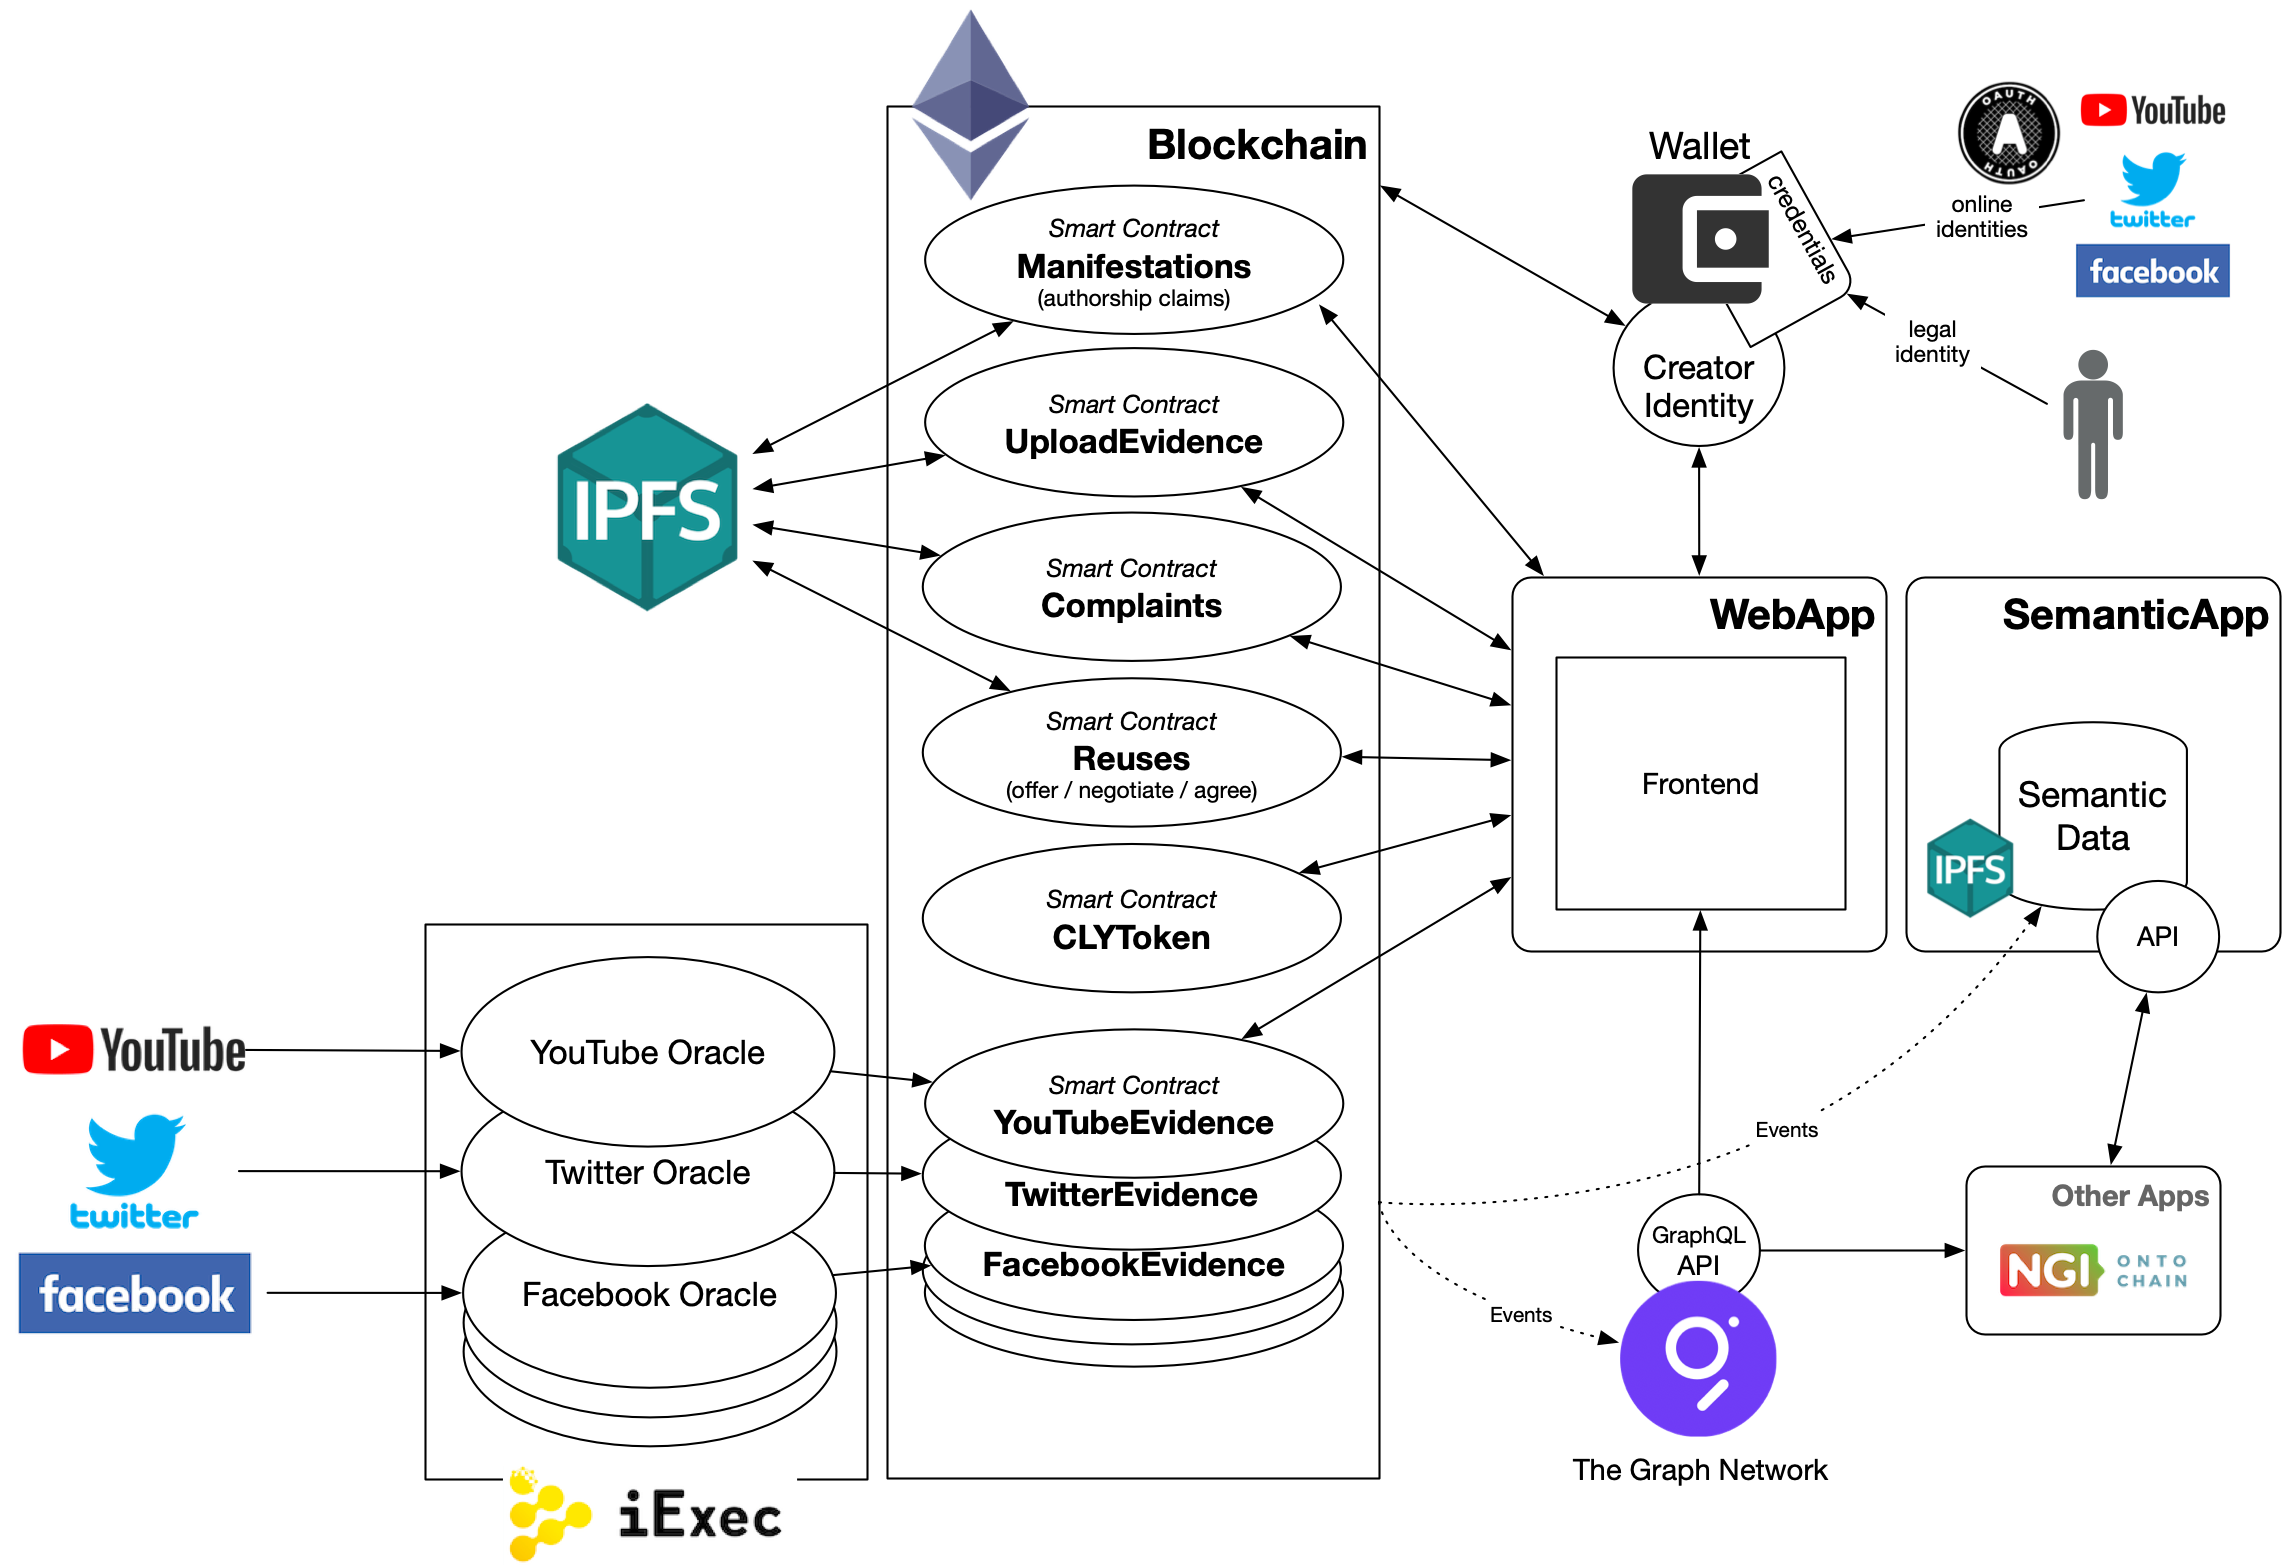 Blockchain
Smart Contract
Manifestations
(authorship claims)
Smart Contract
UploadEvidence
Smart Contract
Complaints
Smart Contract
Reuses
(offer / negotiate / agree)
Smart Contract
CLYToken
Smart Contract
YouTubeEvidence
TwitterEvidence
FacebookEvidence
IPFS
YouTube
twitter
facebook
YouTube Oracle
Twitter Oracle
Facebook Oracle
iExec
Wallet
credentials
Creator
Identity
online
identities
legal
identity
OAUTH
A
OAUTH
YouTube
twitter
facebook
WebApp
Frontend
SemanticApp
Semantic
Data
IPFS
API
Events
Events
GraphQL
API
The Graph Network
Other Apps
NGI
ONTO
CHAIN